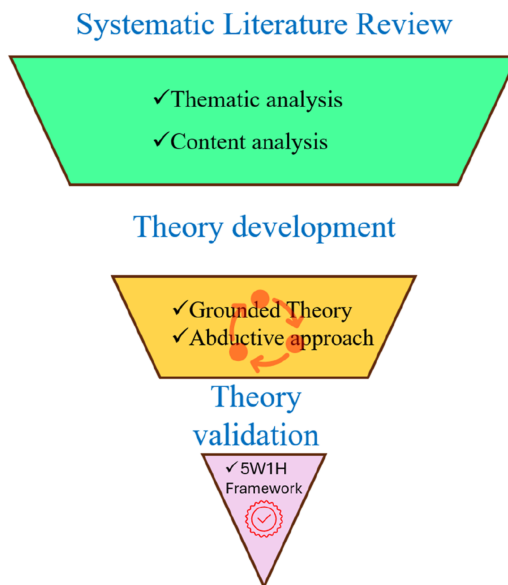 Systematic Literature Review
✓Thematic analysis
✓Content analysis
Theory development
✓Grounded Theory
✓Abductive approach
Theory
validation
✓5W1H
Framework